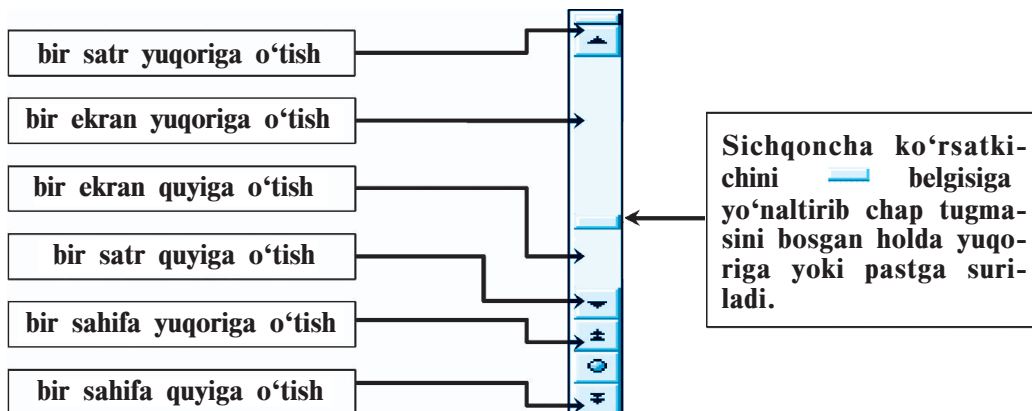 bir satr yuqoriga o‘tish
bir ekran yuqoriga o‘tish
bir ekran quyiga o‘tish
bir satr quyiga o‘tish
bir sahifa yuqoriga o‘tish
bir sahifa quyiga o‘tish
Sichqoncha ko‘rsatki-
chini belgisiga
yo‘naltirib chap tugma-
sini bosgan holda yuqo-
riga yoki pastga suri-
ladi.